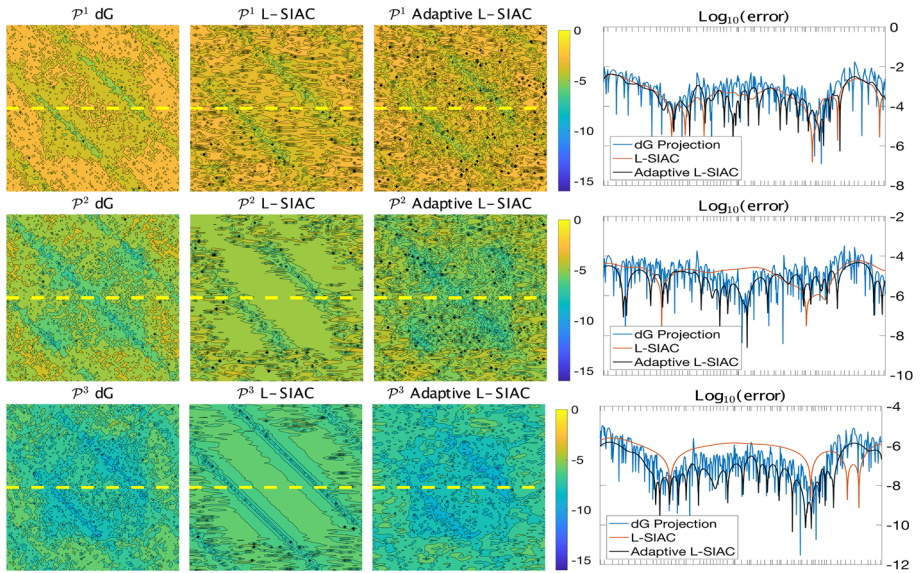 𝒫¹ dG
𝒫¹ L-SIAC
𝒫¹ Adaptive L-SIAC
Log₁₀(error)
0
-5
-10
-15
0
-2
-4
-6
-8
dG Projection
L-SIAC
Adaptive L-SIAC
𝒫² dG
𝒫² L-SIAC
𝒫² Adaptive L-SIAC
Log₁₀(error)
0
-5
-10
-15
-2
-4
-6
-8
-10
dG Projection
L-SIAC
Adaptive L-SIAC
𝒫³ dG
𝒫³ L-SIAC
𝒫³ Adaptive L-SIAC
Log₁₀(error)
0
-5
-10
-15
-4
-6
-8
-10
-12
dG Projection
L-SIAC
Adaptive L-SIAC